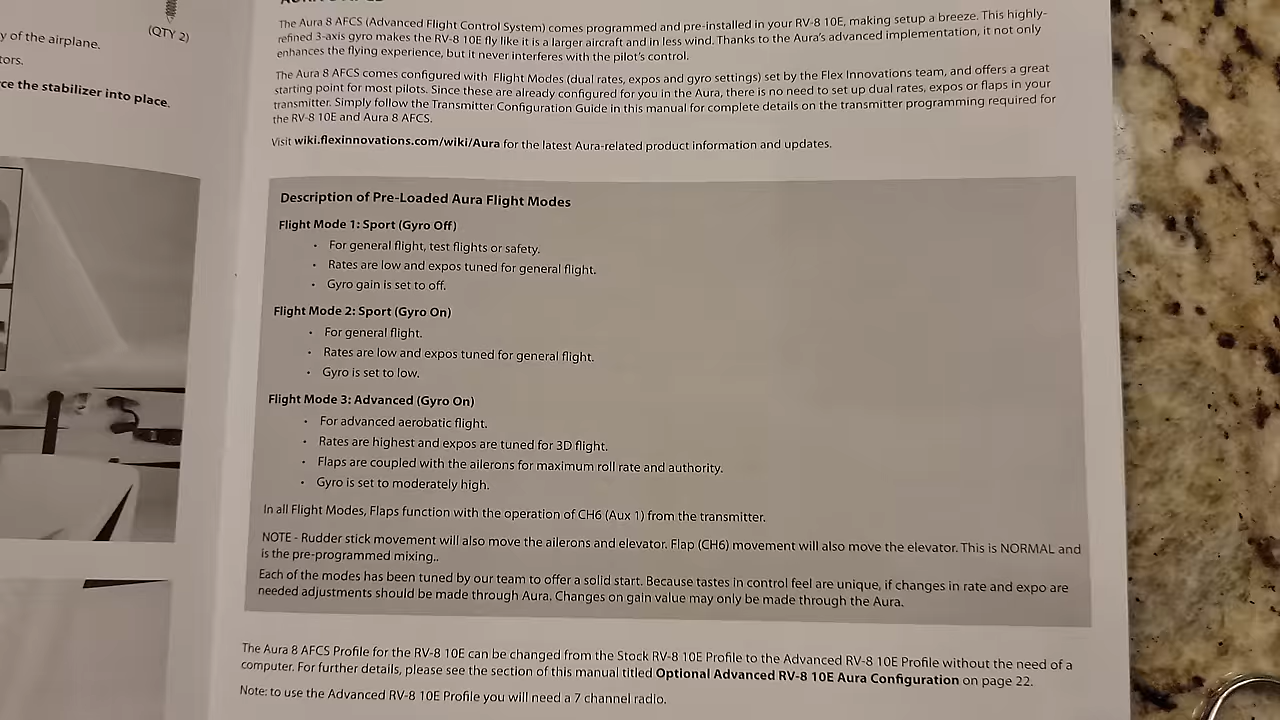 (QTY 2)
y of the airplane.
tors.
ce the stabilizer into place.
The Aura 8 AFCS (Advanced Flight Control System) comes programmed and pre-installed in your RV-8 10E, making setup a breeze. This highly-
refined 3-axis gyro makes the RV-8 10E fly like it is a larger aircraft and in less wind. Thanks to the Aura's advanced implementation, it not only
enhances the flying experience, but it never interferes with the pilot's control.
The Aura 8 AFCS comes configured with Flight Modes (dual rates, expos and gyro settings) set by the Flex Innovations team, and offers a great
starting point for most pilots. Since these are already configured for you in the Aura, there is no need to set up dual rates, expos or flaps in your
transmitter. Simply follow the Transmitter Configuration Guide in this manual for complete details on the transmitter programming required for
the RV-8 10E and Aura 8 AFCS.
Visit wiki.flexinnovations.com/wiki/Aura for the latest Aura-related product information and updates.
Description of Pre-Loaded Aura Flight Modes
Flight Mode 1: Sport (Gyro Off)
• For general flight, test flights or safety.
• Rates are low and expos tuned for general flight.
• Gyro gain is set to off.
Flight Mode 2: Sport (Gyro On)
• For general flight.
• Rates are low and expos tuned for general flight.
• Gyro is set to low.
Flight Mode 3: Advanced (Gyro On)
• For advanced aerobatic flight.
• Rates are highest and expos are tuned for 3D flight.
• Flaps are coupled with the ailerons for maximum roll rate and authority.
• Gyro is set to moderately high.
In all Flight Modes, Flaps function with the operation of CH6 (Aux 1) from the transmitter.
NOTE - Rudder stick movement will also move the ailerons and elevator. Flap (CH6) movement will also move the elevator. This is NORMAL and
is the pre-programmed mixing..
Each of the modes has been tuned by our team to offer a solid start. Because tastes in control feel are unique, if changes in rate and expo are
needed adjustments should be made through Aura. Changes on gain value may only be made through the Aura.
The Aura 8 AFCS Profile for the RV-8 10E can be changed from the Stock RV-8 10E Profile to the Advanced RV-8 10E Profile without the need of a
computer. For further details, please see the section of this manual titled Optional Advanced RV-8 10E Aura Configuration on page 22.
Note: to use the Advanced RV-8 10E Profile you will need a 7 channel radio.